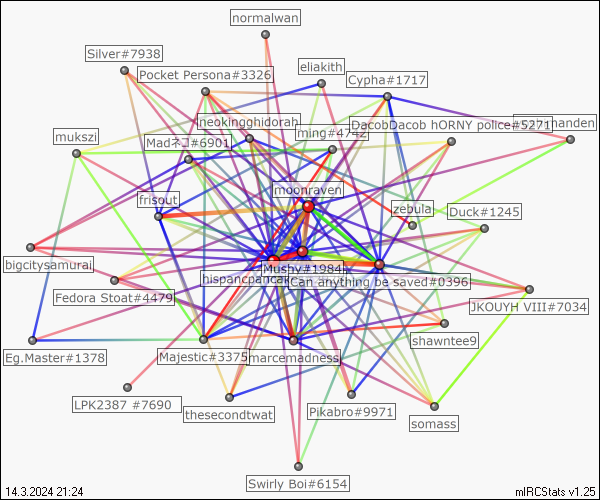 normalwan
Silver#7938
eliakith
Pocket Persona#3326
Cypha#1717
neokingghidorah
DacobDacob hORNY police#5271
handen
mukszi
Madネコ#6901
ming#4742
moonraven
frisout
zebula
Duck#1245
bigcitysamurai
hispancpancak
Mushy#1984
Can anything be saved#0396
Fedora Stoat#4479
JKOUYH VIII#7034
shawntee9
Eg.Master#1378
Majestic#3375
marcemadness
LPK2387 #7690
thesecondtwat
Pikabro#9971
somass
Swirly Boi#6154
14.3.2024 21:24
mIRCStats v1.25